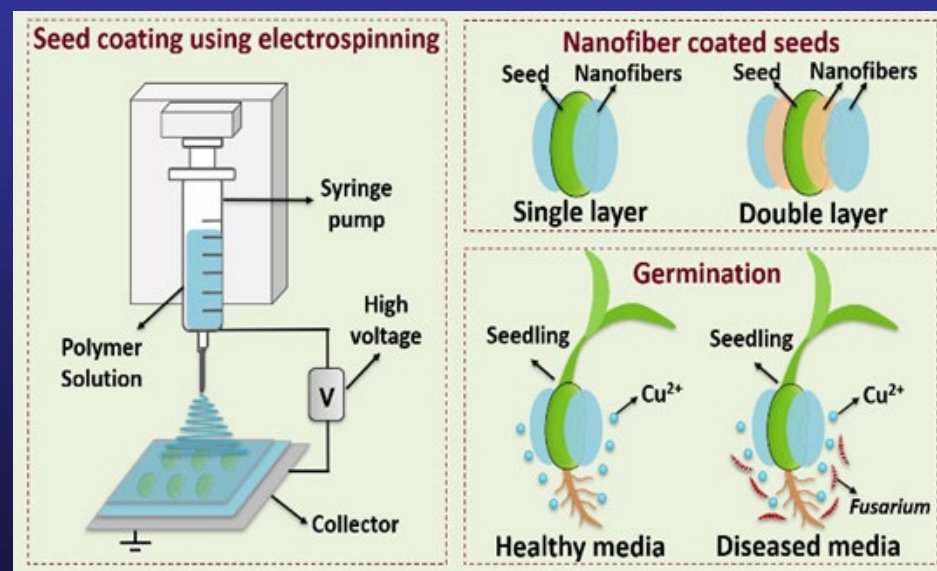 Seed coating using electrospinning
Syringe
pump
High
voltage
Polymer
Solution
V
Collector
Nanofiber coated seeds
Seed Nanofibers
Seed Nanofibers
Single layer
Double layer
Germination
Seedling
Cu²⁺
Healthy media
Seedling
Cu²⁺
Fusarium
Diseased media